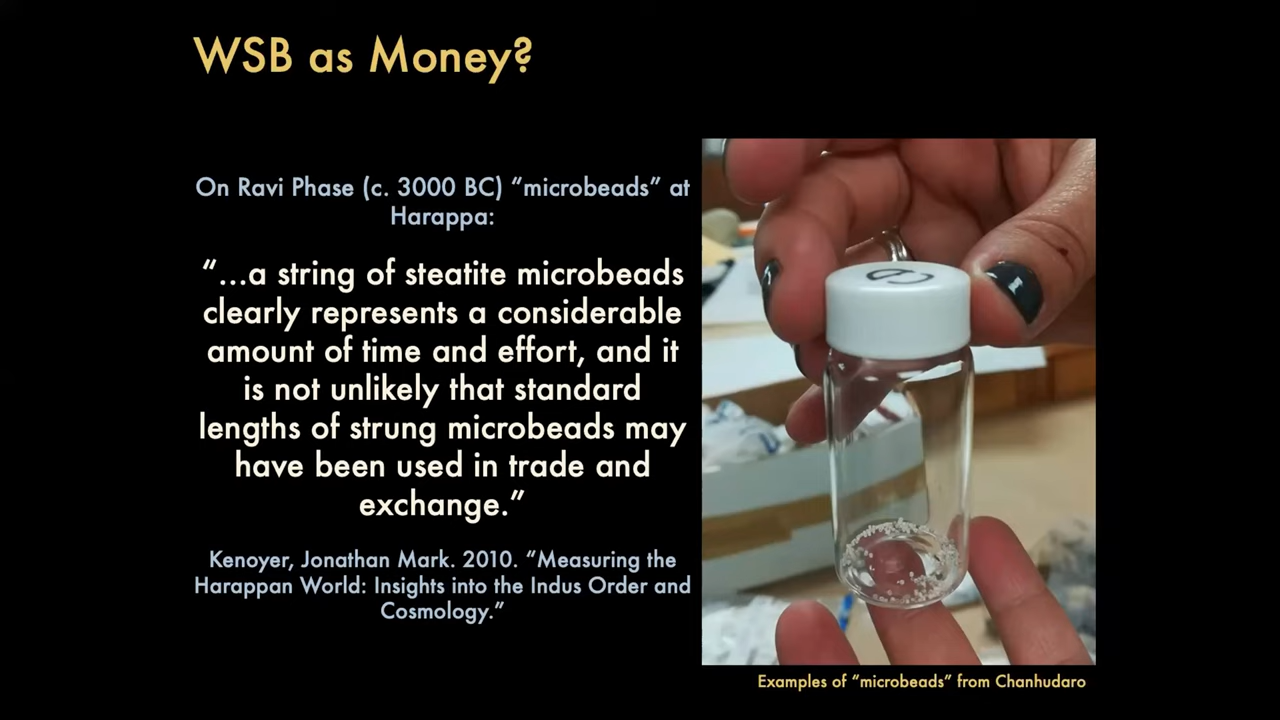 WSB as Money?
On Ravi Phase (c. 3000 BC) “microbeads” at
Harappa:
“...a string of steatite microbeads
clearly represents a considerable
amount of time and effort, and it
is not unlikely that standard
lengths of strung microbeads may
have been used in trade and
exchange.”
Kenoyer, Jonathan Mark. 2010. “Measuring the
Harappan World: Insights into the Indus Order and
Cosmology.”
CD
Examples of “microbeads” from Chanhudaro